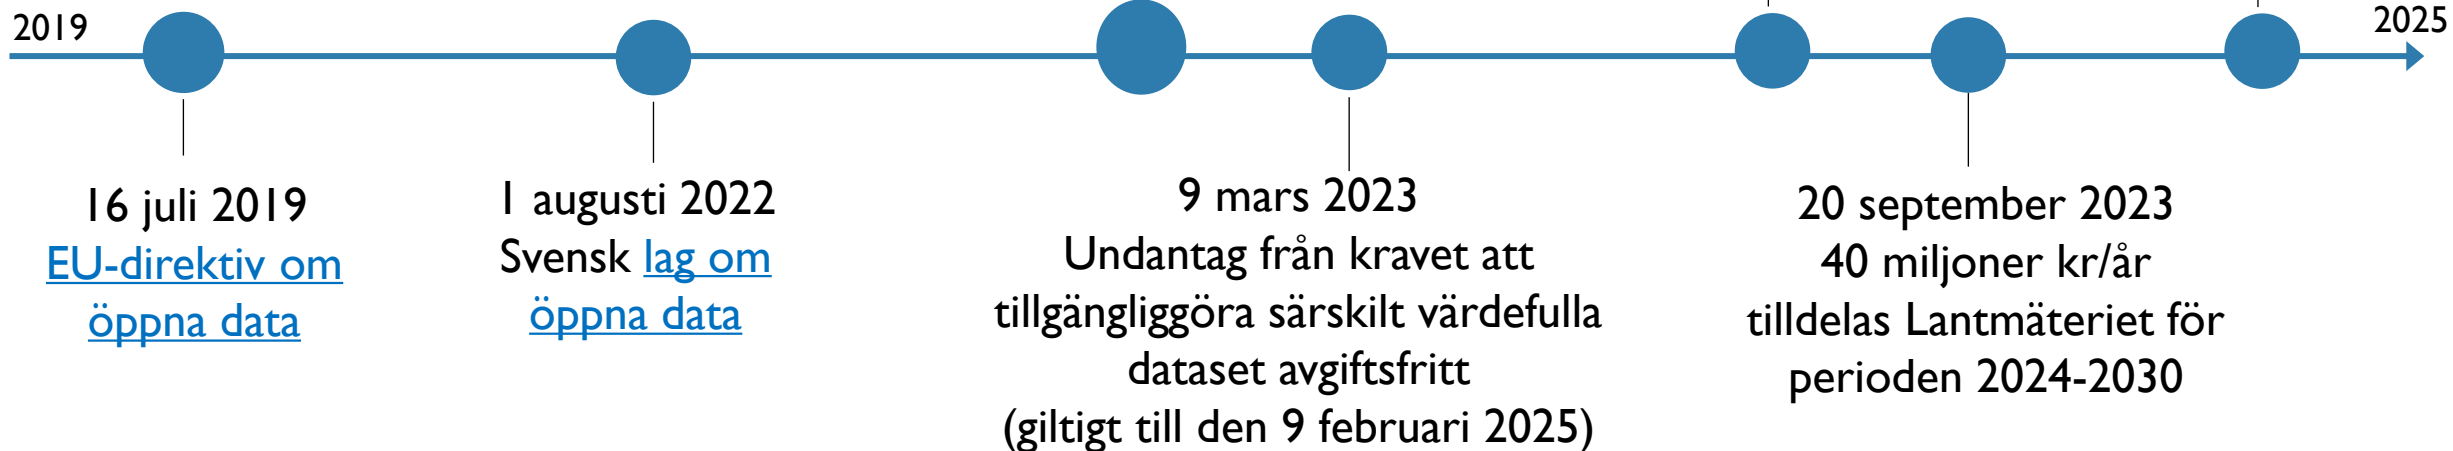 2019
2025
16 juli 2019
EU-direktiv om
öppna data
1 augusti 2022
Svensk lag om
öppna data
9 mars 2023
Undantag från kravet att
tillgängliggöra särskilt värdefulla
dataset avgiftsfritt
(giltigt till den 9 februari 2025)
20 september 2023
40 miljoner kr/år
tilldelas Lantmäteriet för
perioden 2024-2030